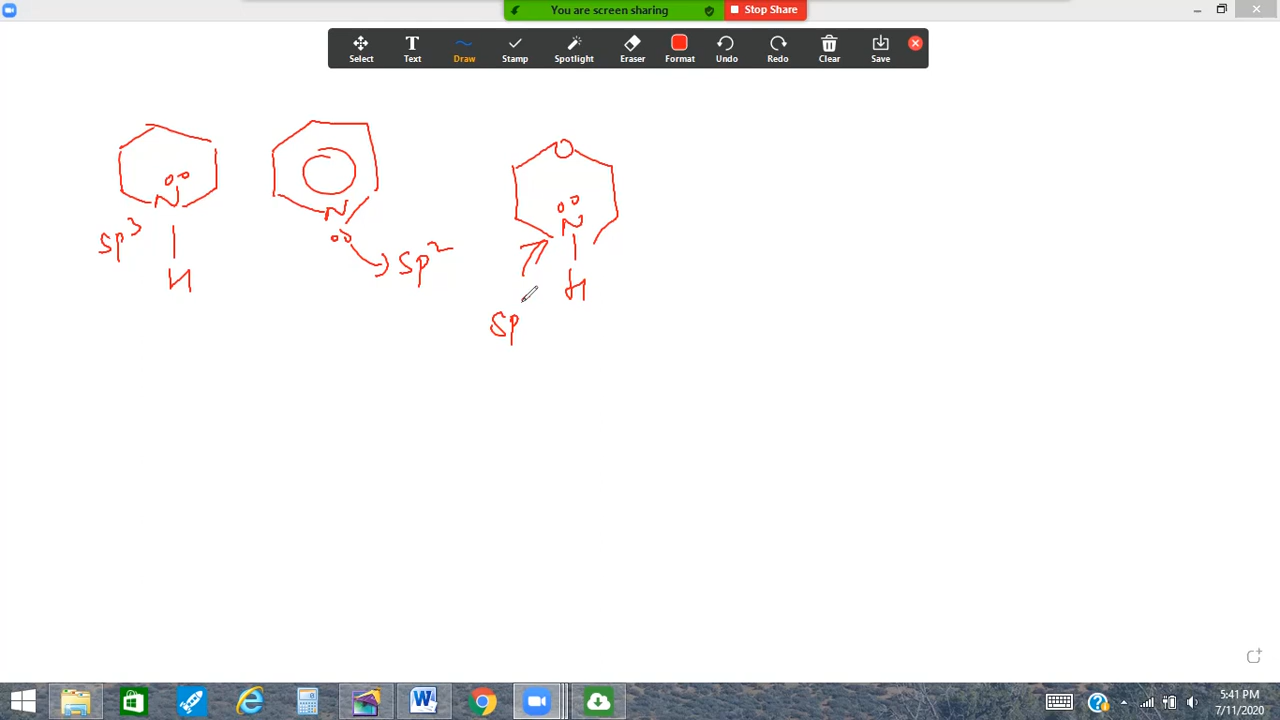 You are screen sharing
Stop Share
Select
Text
Draw
Stamp
Spotlight
Eraser
Format
Undo
Redo
Clear
Save
N
H
Sp3
N
Sp2
O
N
H
Sp
5:41 PM
7/11/2020